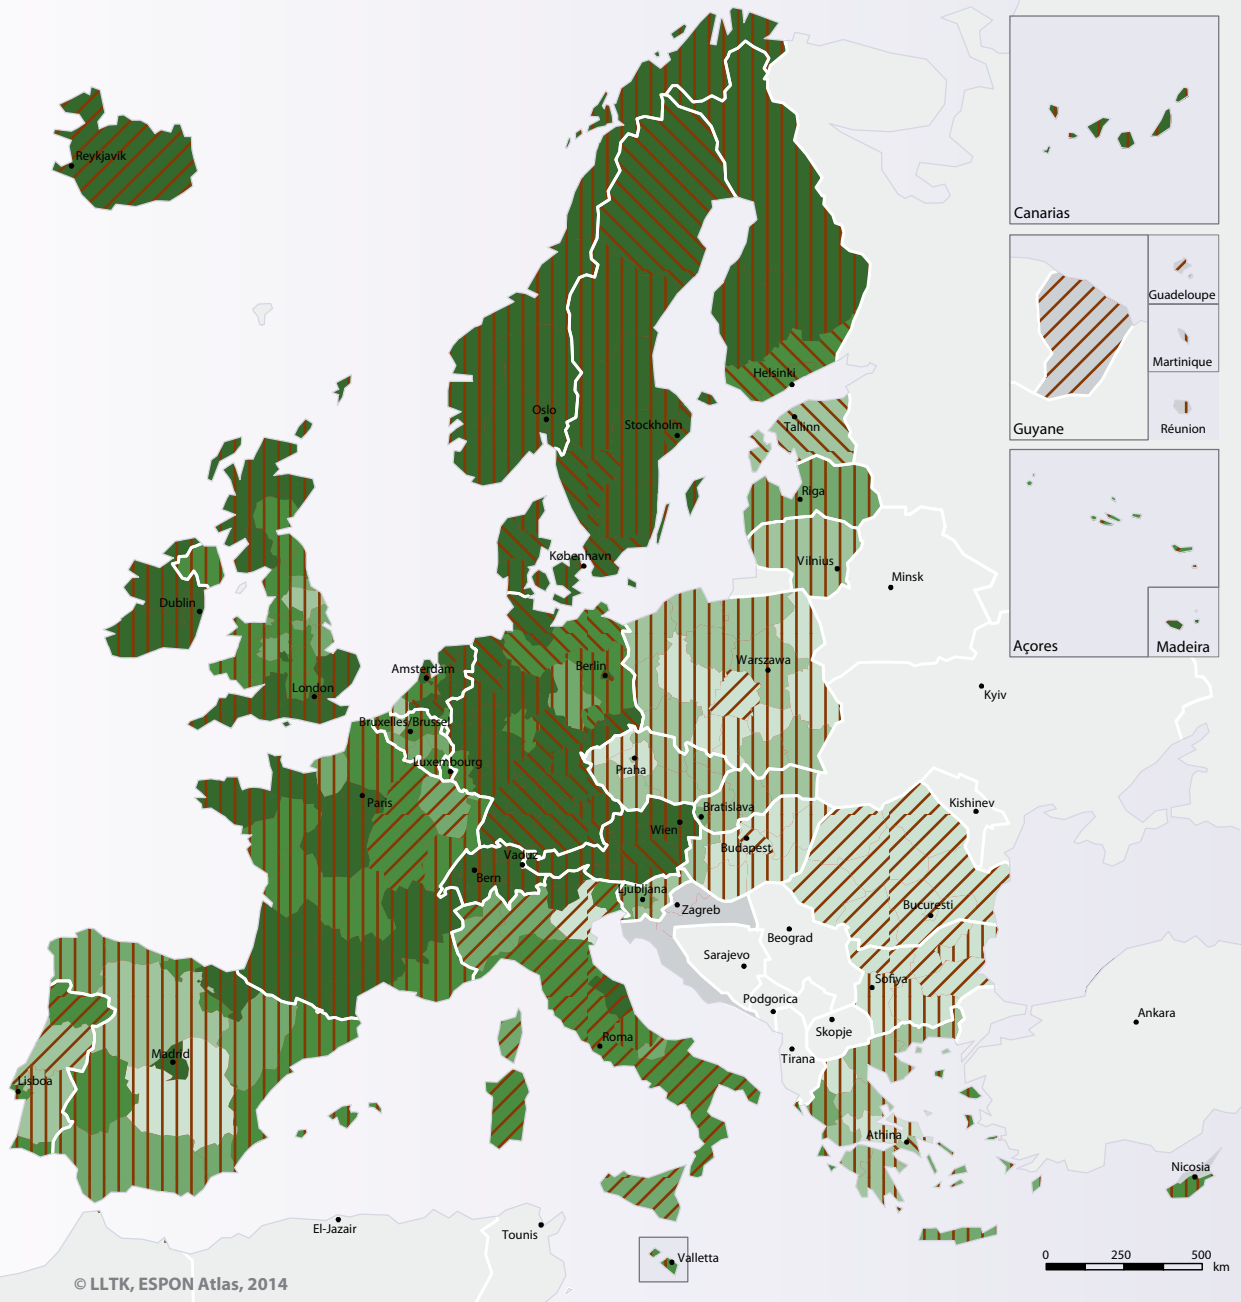 Reykjavik
Canarias
Guadeloupe
Martinique
Réunion
Guyane
Oslo
Helsinki
Stockholm
Tallinn
Riga
København
Vilnius
Minsk
Dublin
Açores
Madeira
Amsterdam
Berlin
Warszawa
London
Kyiv
Bruxelles/Brussel
Luxembourg
Praha
Paris
Kishinev
Bratislava
Wien
Budapest
Vaduz
Bern
Ljubljana
Zagreb
Bucuresti
Beograd
Sarajevo
Sofiya
Podgorica
Skopje
Ankara
Roma
Madrid
Tirana
Lisboa
Athina
Nicosia
El-Jazair
Tounis
Valletta
0 250 500
km
© LLTK, ESPON Atlas, 2014